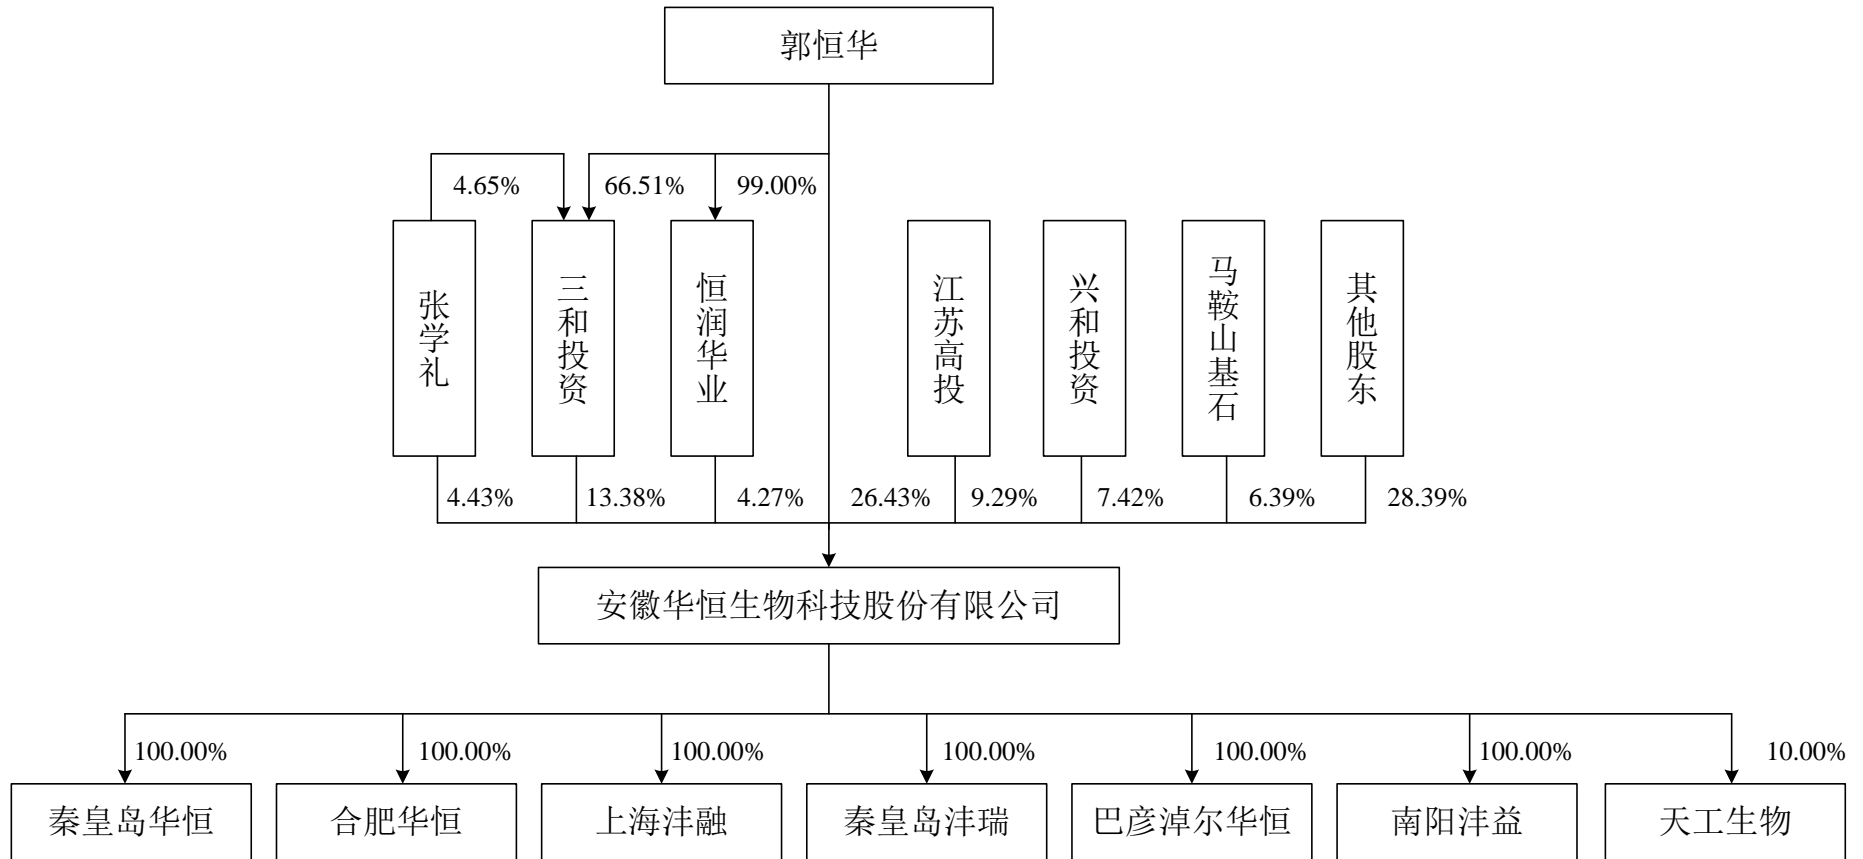 郭恒华
4.65%
66.51%
99.00%
张学礼
三和投资
恒润华业
江苏高投
兴和投资
马鞍山基石
其他股东
4.43%
13.38%
4.27%
26.43%
9.29%
7.42%
6.39%
28.39%
安徽华恒生物科技股份有限公司
100.00%
100.00%
100.00%
100.00%
100.00%
100.00%
10.00%
秦皇岛华恒
合肥华恒
上海沣融
秦皇岛沣瑞
巴彦淖尔华恒
南阳沣益
天工生物